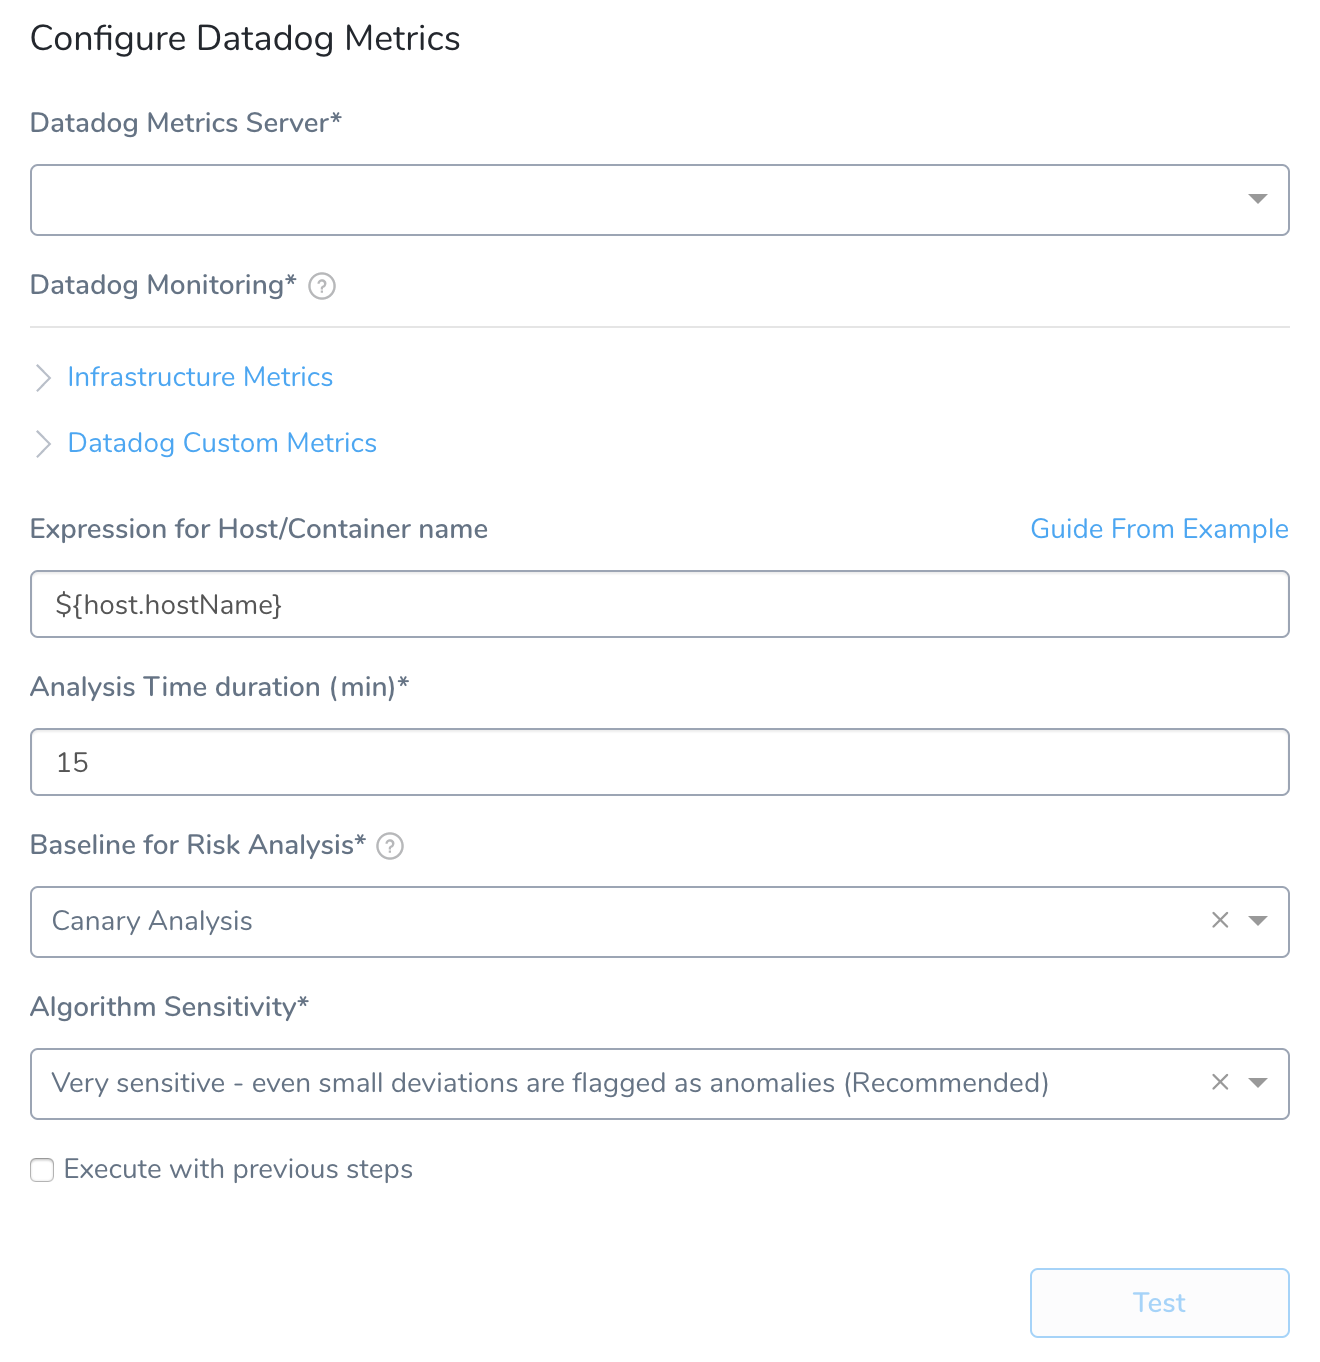 Configure Datadog Metrics
Datadog Metrics Server*
Datadog Monitoring* ?
Infrastructure Metrics
Datadog Custom Metrics
Expression for Host/Container name Guide From Example
${host.hostName}
Analysis Time duration (min)*
15
Baseline for Risk Analysis* ?
Canary Analysis
Algorithm Sensitivity*
Very sensitive - even small deviations are flagged as anomalies (Recommended)
Execute with previous steps
Test